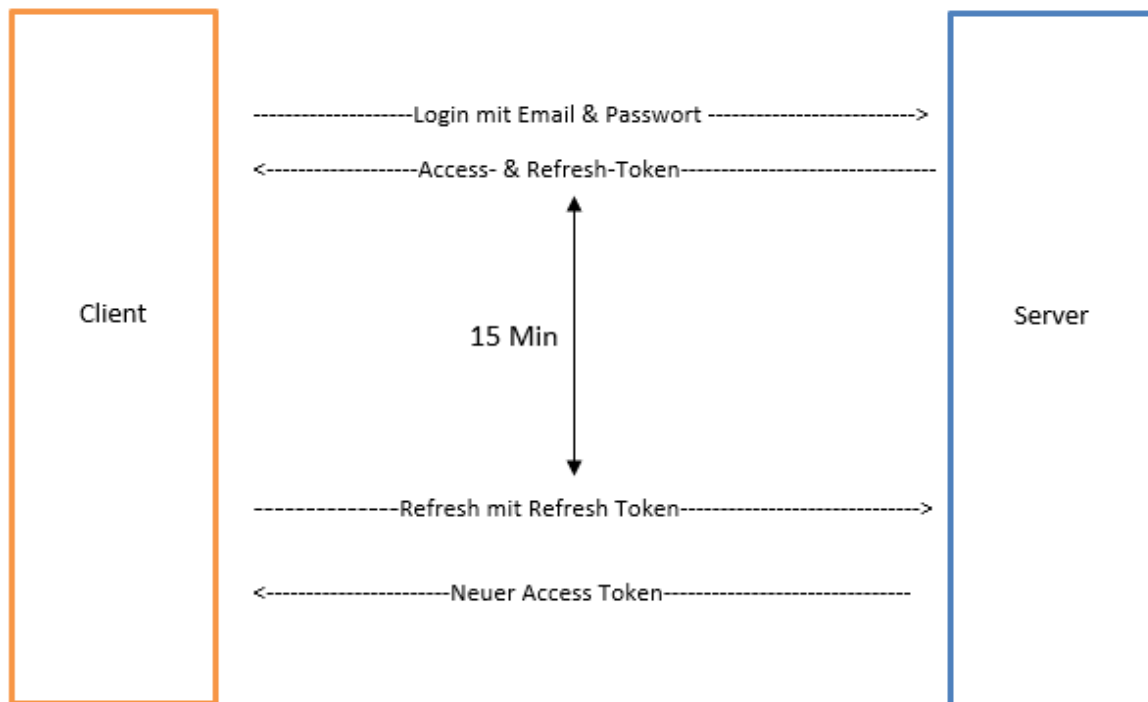 Login mit Email & Passwort
Access- & Refresh-Token
Client
Server
15 Min
Refresh mit Refresh Token
Neuer Access Token